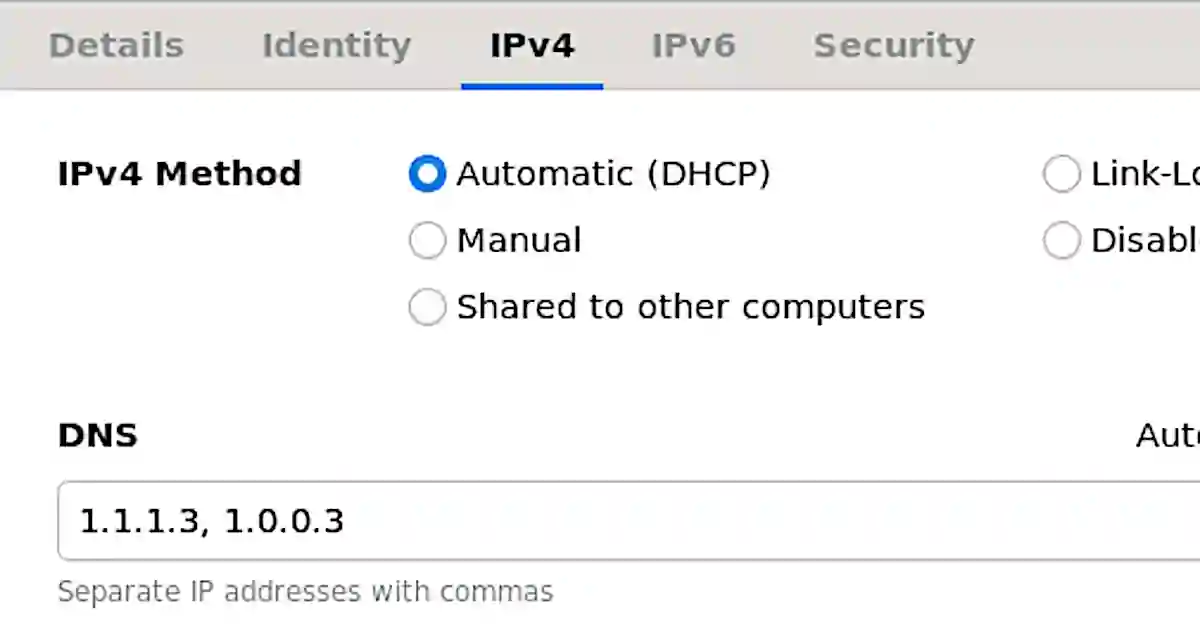 Details Identity IPv4 IPv6 Security
IPv4 Method Automatic (DHCP) Link-Lo
Manual Disabl
Shared to other computers
DNS Auto
1.1.1.3, 1.0.0.3
Separate IP addresses with commas